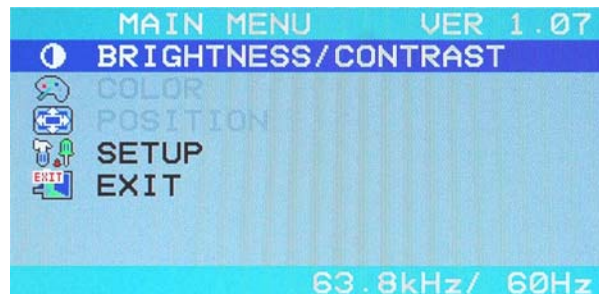 MAIN MENU VER 1.07
BRIGHTNESS/CONTRAST
COLOR
POSITION
SETUP
EXIT
EXIT
63.8kHz/ 60Hz